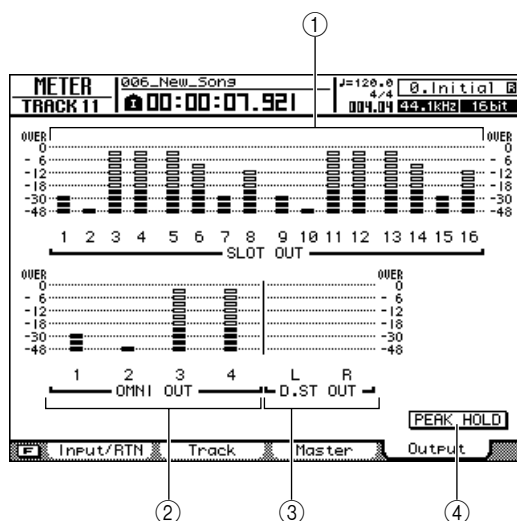 ①
METER 006_New_Song ♩=120.0 0.Initial R
TRACK 11 I 00:00:07.921 4/4 004.04 44.1kHz 16bit
OVER OVER
0 0
- 6 - 6
-12 -12
-18 -18
-30 -30
-48 -48
1 2 3 4 5 6 7 8 9 10 11 12 13 14 15 16
SLOT OUT
OVER OVER
0 0
- 6 - 6
-12 -12
-18 -18
-30 -30
-48 -48
1 2 3 4 L R
OMNI OUT D.ST OUT
PEAK HOLD
F Input/RTN Track Master Output
② ③ ④